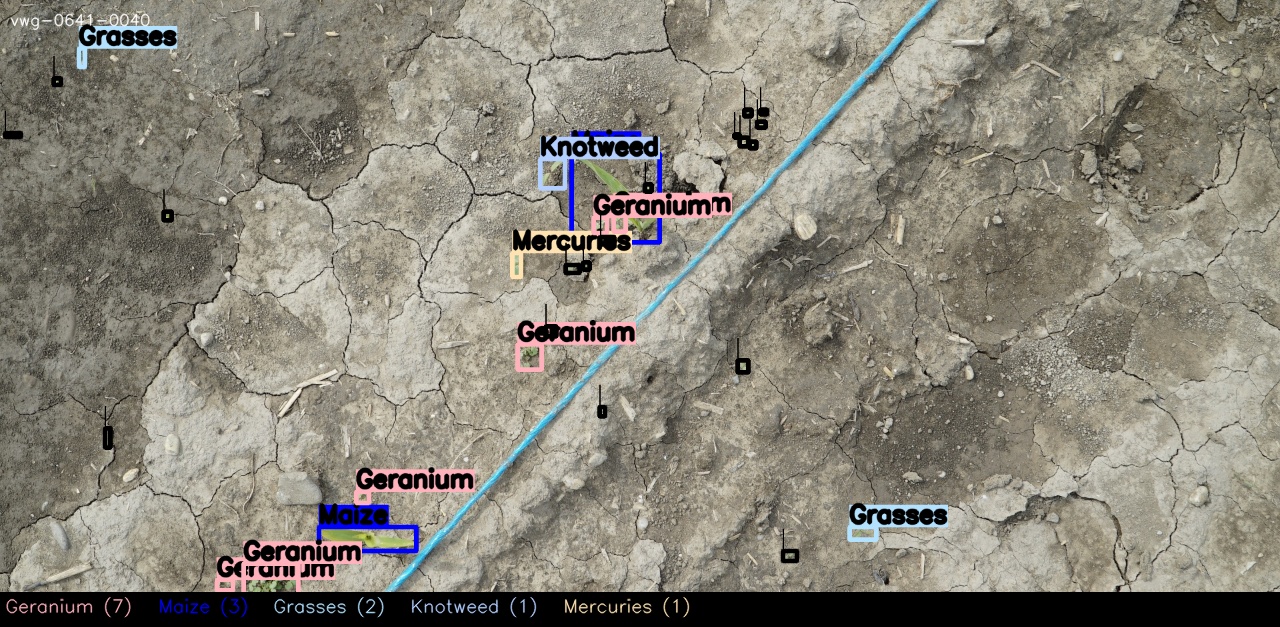 vwg-0641-0040
Grasses
Knotweed
Geranium
Mercuries
Geranium
Geranium
Maize
Grasses
Geranium
Geranium (7) Maize (3) Grasses (2) Knotweed (1) Mercuries (1)